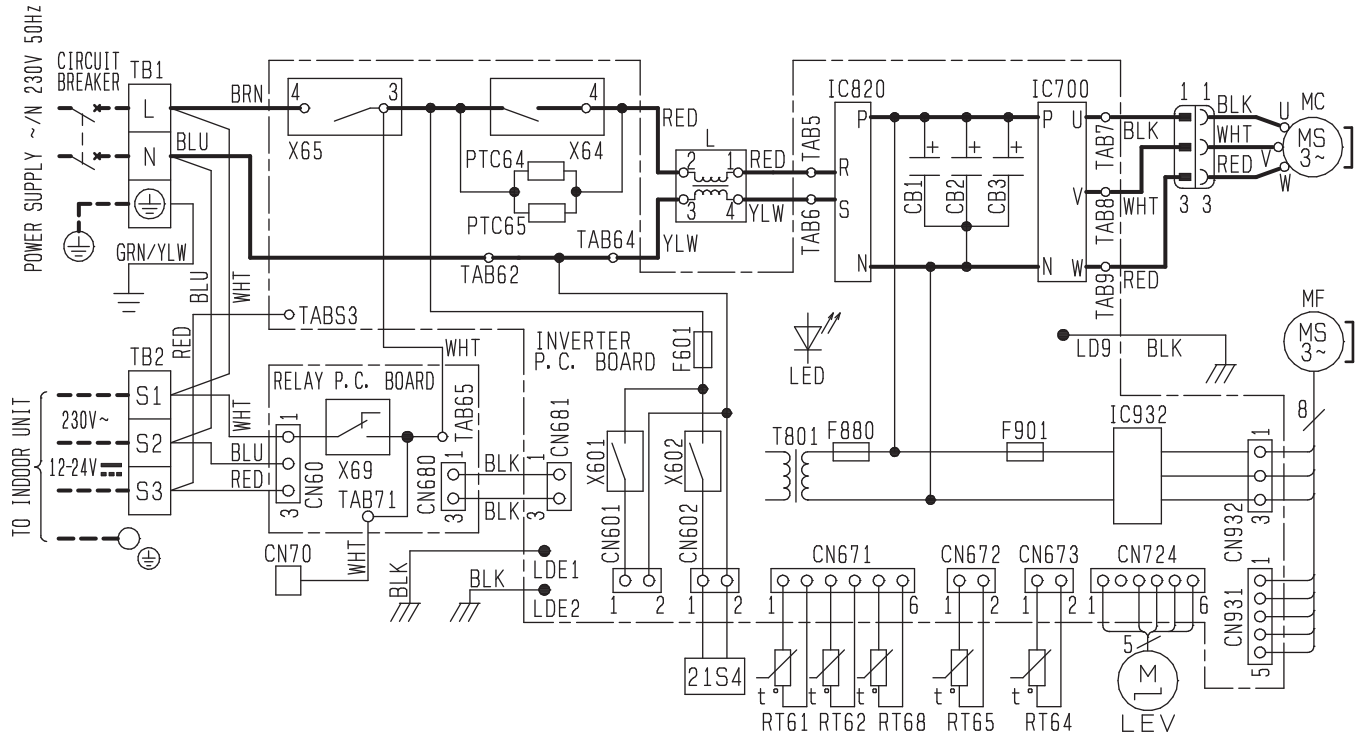 POWER SUPPLY ~/N 230V 50Hz
CIRCUIT
BREAKER
TB1
L
N
BRN
BLU
GRN/YLW
BLU
WHT
RED
TB2
S1
S2
S3
TO INDOOR UNIT
230V~
12-24V
4 3
X65
4
X64
PTC64
PTC65
RED
YLW
L
2 1
3 4
RED
YLW
TAB5
TAB6
TAB62
TAB64
TABS3
WHT
INVERTER
P.C. BOARD
RELAY P.C. BOARD
WHT
BLU
RED
1
3
CN60
X69
TAB71
TAB65
CN680
1
3
BLK
BLK
CN681
1
3
CN70
WHT
BLK
BLK
LDE1
LDE2
F601
X601
X602
CN601
CN602
1 2
1 2
21S4
IC820
P
R
S
N
CB1
+
CB2
+
CB3
+
IC700
P
N
U
V
W
TAB7
TAB8
TAB9
BLK
WHT
RED
1 1
3 3
BLK
WHT
RED
U
V
W
MC
MS
3~
MF
MS
3~
8
LED
LD9
BLK
T801
F880
F901
IC932
CN932
1
3
CN931
1
5
CN671
1 6
CN672
1 2
CN673
1 2
CN724
1 6
5
M
LEV
t°
RT61
t°
RT62
t°
RT68
t°
RT65
t°
RT64